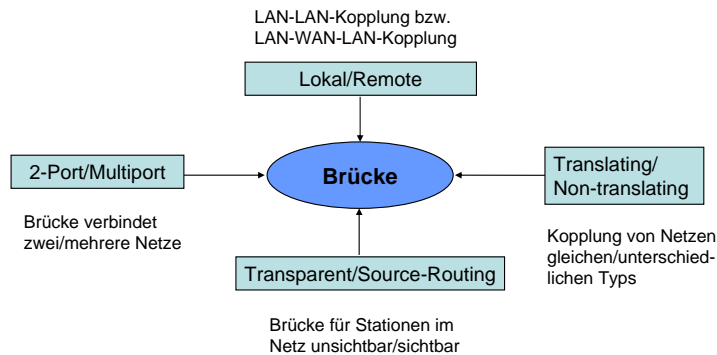 LAN-LAN-Kopplung bzw.
LAN-WAN-LAN-Kopplung
Lokal/Remote
2-Port/Multiport
Brücke verbindet
zwei/mehrere Netze
Brücke
Translating/
Non-translating
Kopplung von Netzen
gleichen/unterschied-
lichen Typs
Transparent/Source-Routing
Brücke für Stationen im
Netz unsichtbar/sichtbar